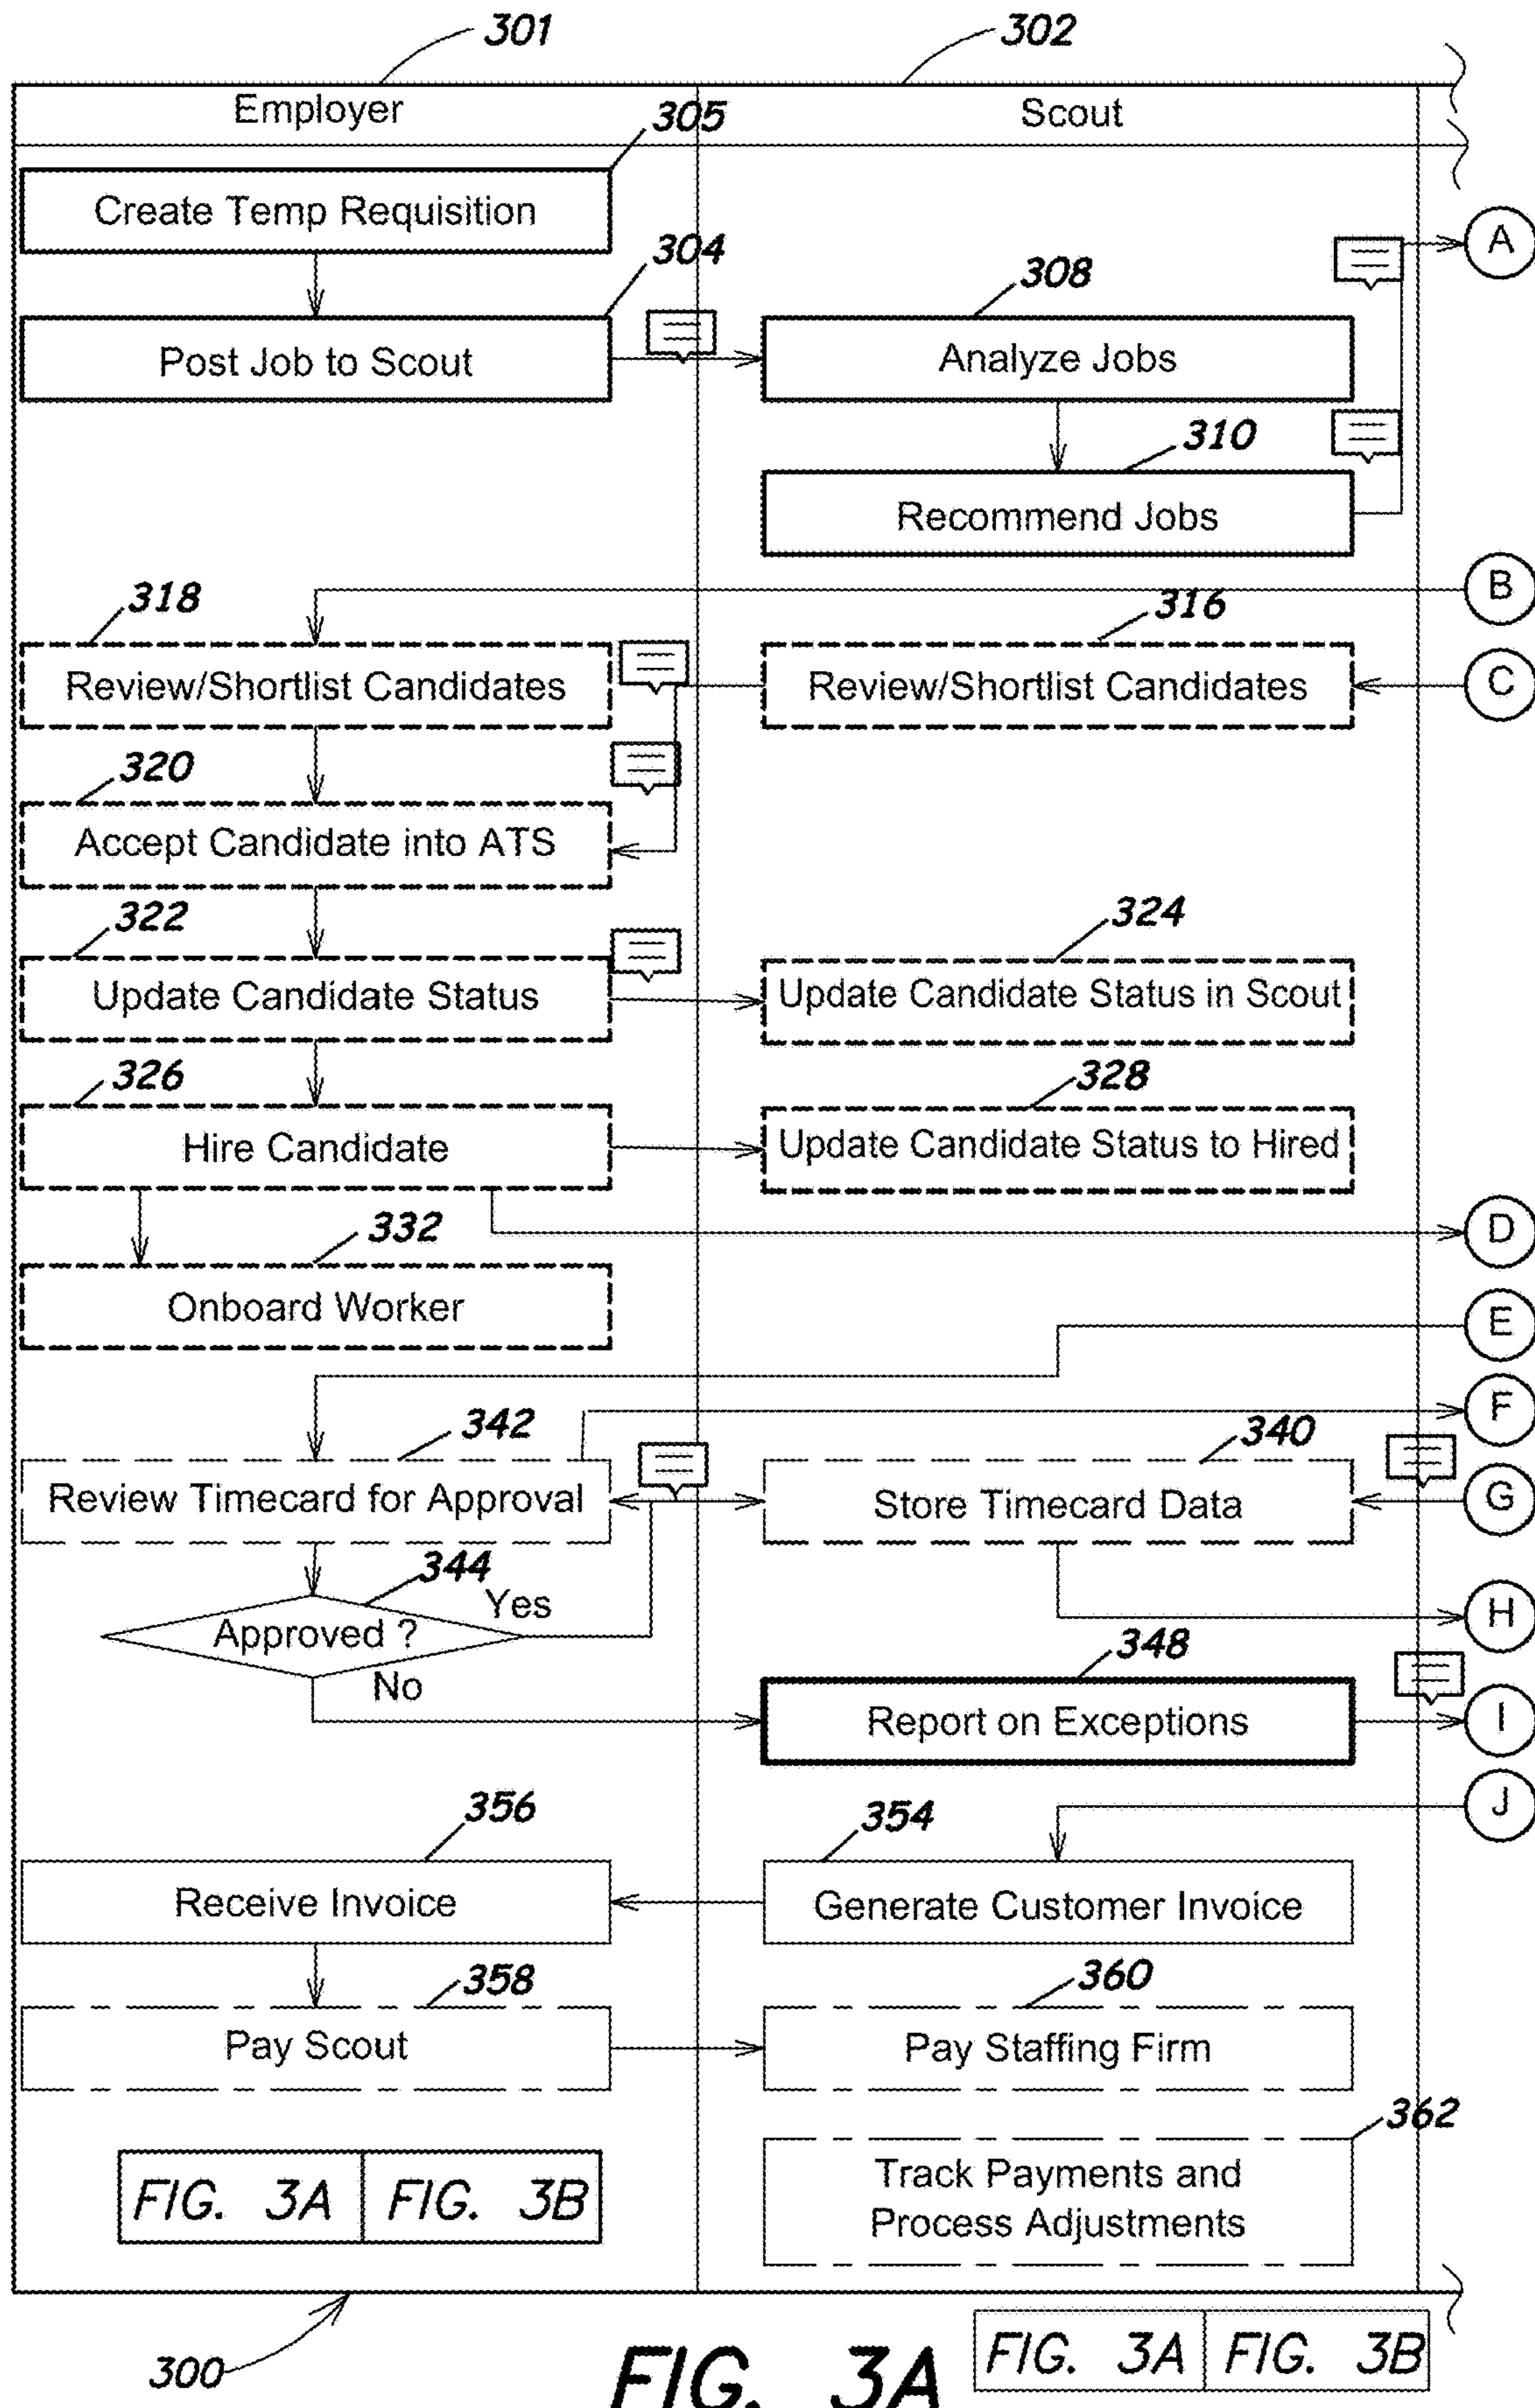 301
302
Employer
Scout
305
Create Temp Requisition
A
304
308
Post Job to Scout
Analyze Jobs
310
Recommend Jobs
B
318
316
Review/Shortlist Candidates
Review/Shortlist Candidates
C
320
Accept Candidate into ATS
322
324
Update Candidate Status
Update Candidate Status in Scout
326
328
Hire Candidate
Update Candidate Status to Hired
332
D
Onboard Worker
E
F
342
340
Review Timecard for Approval
Store Timecard Data
G
344
Yes
Approved ?
H
No
348
Report on Exceptions
I
356
354
J
Receive Invoice
Generate Customer Invoice
358
360
Pay Scout
Pay Staffing Firm
362
Track Payments and
Process Adjustments
FIG. 3A
FIG. 3B
300
FIG. 3A
FIG. 3A
FIG. 3B